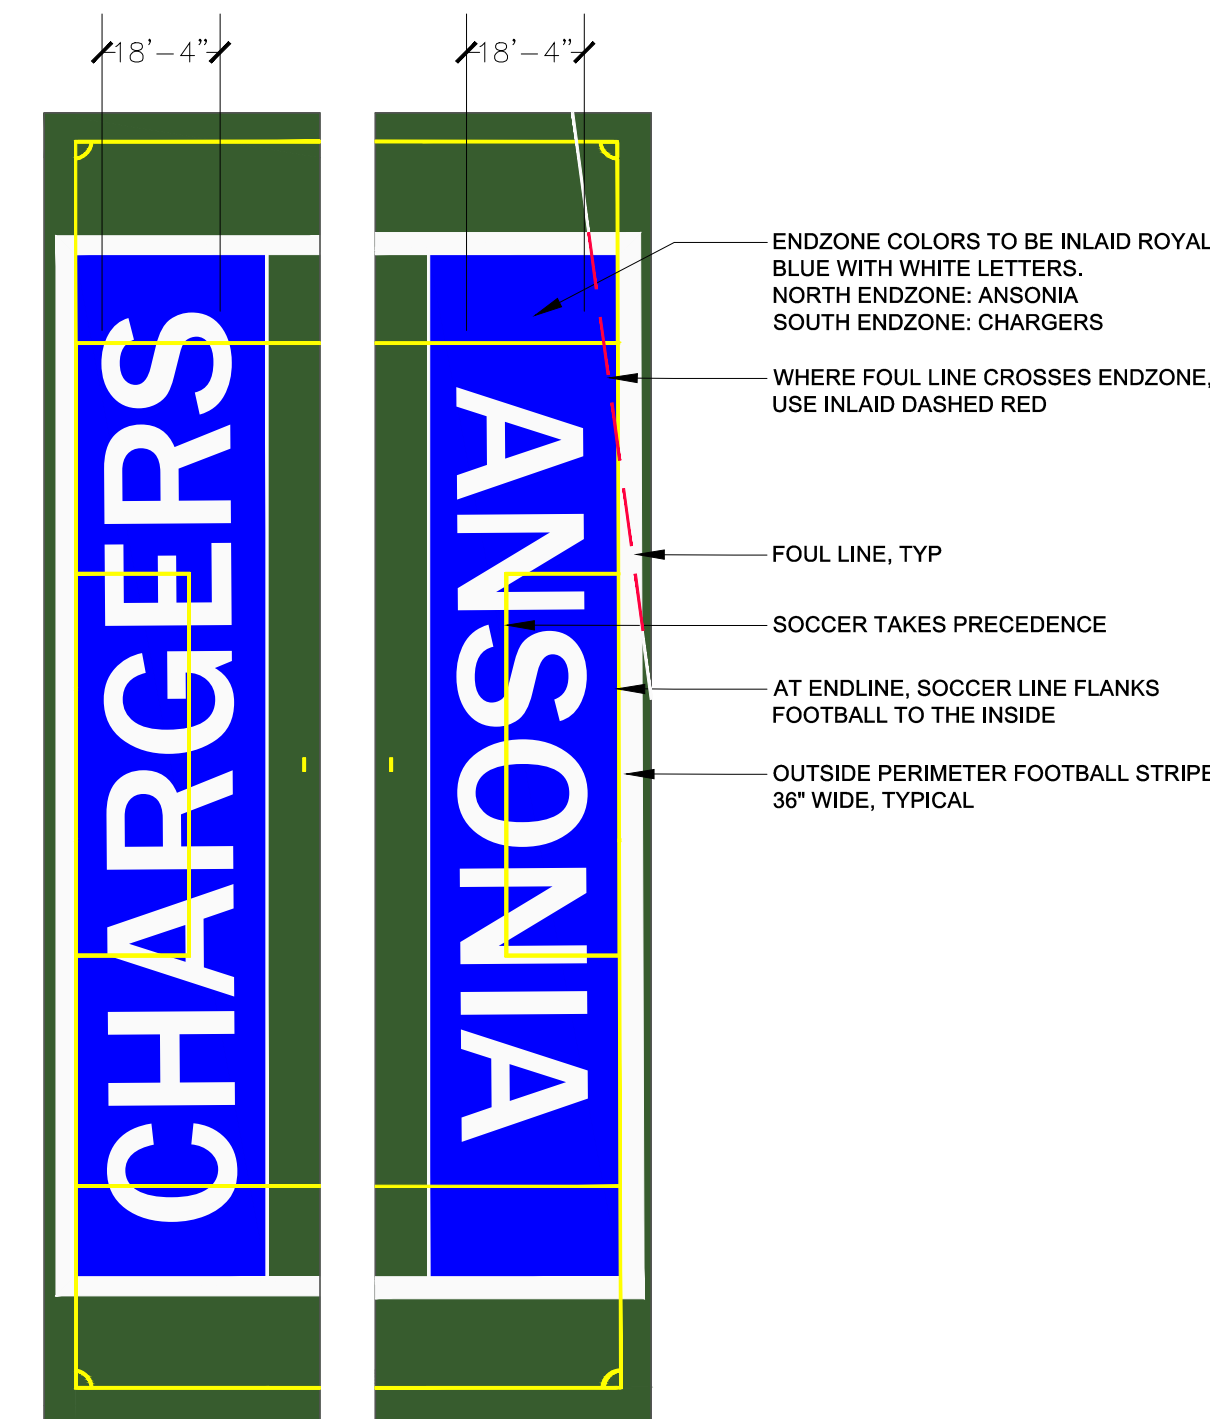 18'-4"
18'-4"
CHARGERS
ANSONIA
ENDZONE COLORS TO BE INLAID ROYAL
BLUE WITH WHITE LETTERS.
NORTH ENDZONE: ANSONIA
SOUTH ENDZONE: CHARGERS
WHERE FOUL LINE CROSSES ENDZONE,
USE INLAID DASHED RED
FOUL LINE, TYP
SOCCER TAKES PRECEDENCE
AT ENDLINE, SOCCER LINE FLANKS
FOOTBALL TO THE INSIDE
OUTSIDE PERIMETER FOOTBALL STRIPE
36" WIDE, TYPICAL